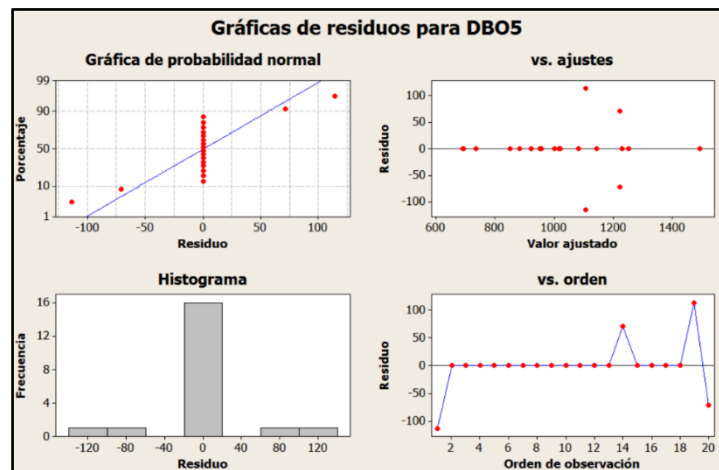 Gráficas de residuos para DBO5
Gráfica de probabilidad normal
99
90
50
10
1
Porcentaje
-100 -50 0 50 100
Residuo
vs. ajustes
100
50
0
-50
-100
Residuo
600 800 1000 1200 1400
Valor ajustado
Histograma
16
12
8
4
0
Frecuencia
-120 -80 -40 0 40 80 120
Residuo
vs. orden
100
50
0
-50
-100
Residuo
2 4 6 8 10 12 14 16 18 20
Orden de observación